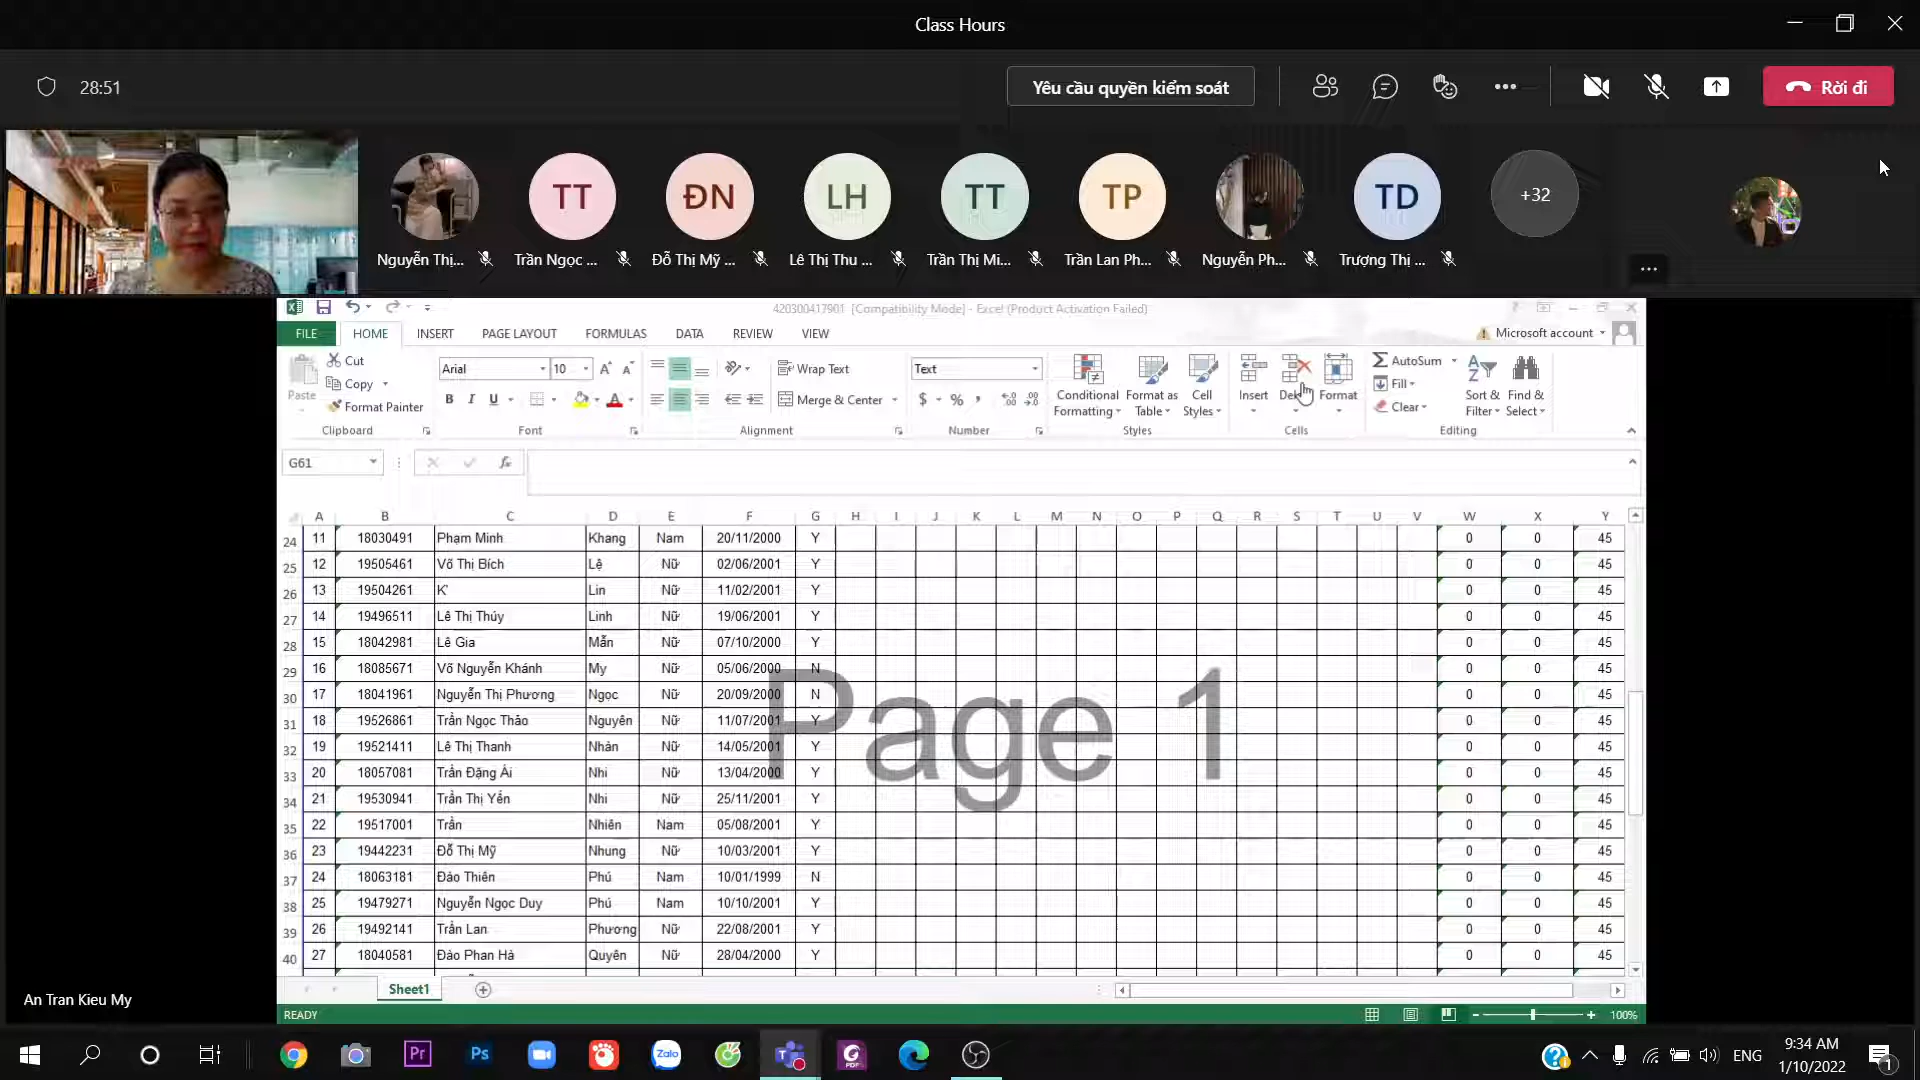 Class Hours
28:51
Yêu cầu quyền kiểm soát
Rời đi
TT
ĐN
LH
TT
TP
TD
+32
Nguyễn Thị...
Trần Ngọc ...
Đỗ Thị Mỹ ...
Lê Thị Thu ...
Trần Thị Mi...
Trần Lan Ph...
Nguyễn Ph...
Trượng Thị ...
420300417901 [Compatibility Mode] - Excel (Product Activation Failed)
FILE HOME INSERT PAGE LAYOUT FORMULAS DATA REVIEW VIEW Microsoft account
Paste
Cut
Copy
Format Painter
Clipboard
Arial 10
B I U
Font
Wrap Text
Merge & Center
Alignment
Text
$ % ,
Number
Conditional Formatting
Format as Table
Cell Styles
Styles
Insert
Format
Cells
AutoSum
Fill
Clear
Sort & Filter
Find & Select
Editing
G61
fx
A B C D E F G H I J K L M N O P Q R S T U V W X Y
24 11 18030491 Phạm Minh Khang Nam 20/11/2000 Y 0 0 45
25 12 19505461 Võ Thị Bích Lệ Nữ 02/06/2001 Y 0 0 45
26 13 19504261 K' Lin Nữ 11/02/2001 Y 0 0 45
27 14 19496511 Lê Thị Thúy Linh Nữ 19/06/2001 Y 0 0 45
28 15 18042981 Lê Gia Mẫn Nữ 07/10/2000 Y 0 0 45
29 16 18085671 Võ Nguyễn Khánh My Nữ 05/06/2000 N 0 0 45
30 17 18041961 Nguyễn Thị Phương Ngọc Nữ 20/09/2000 N 0 0 45
31 18 19526861 Trần Ngọc Thảo Nguyên Nữ 11/07/2001 Y 0 0 45
32 19 19521411 Lê Thị Thanh Nhàn Nữ 14/05/2001 Y 0 0 45
33 20 18057081 Trần Đặng Ái Nhi Nữ 13/04/2000 Y 0 0 45
34 21 19530941 Trần Thị Yến Nhi Nữ 25/11/2001 Y 0 0 45
35 22 19517001 Trần Nhiên Nam 05/08/2001 Y 0 0 45
36 23 19442231 Đỗ Thị Mỹ Nhung Nữ 10/03/2001 Y 0 0 45
37 24 18063181 Đào Thiên Phú Nam 10/01/1999 N 0 0 45
38 25 19479271 Nguyễn Ngọc Duy Phú Nam 10/10/2001 Y 0 0 45
39 26 19492141 Trần Lan Phương Nữ 22/08/2001 Y 0 0 45
40 27 18040581 Đào Phan Hà Quyên Nữ 28/04/2000 Y 0 0 45
Page 1
Sheet1
READY
100%
An Tran Kieu My
Pr
Ps
Zalo
T
PDF
ENG
9:34 AM
1/10/2022
1